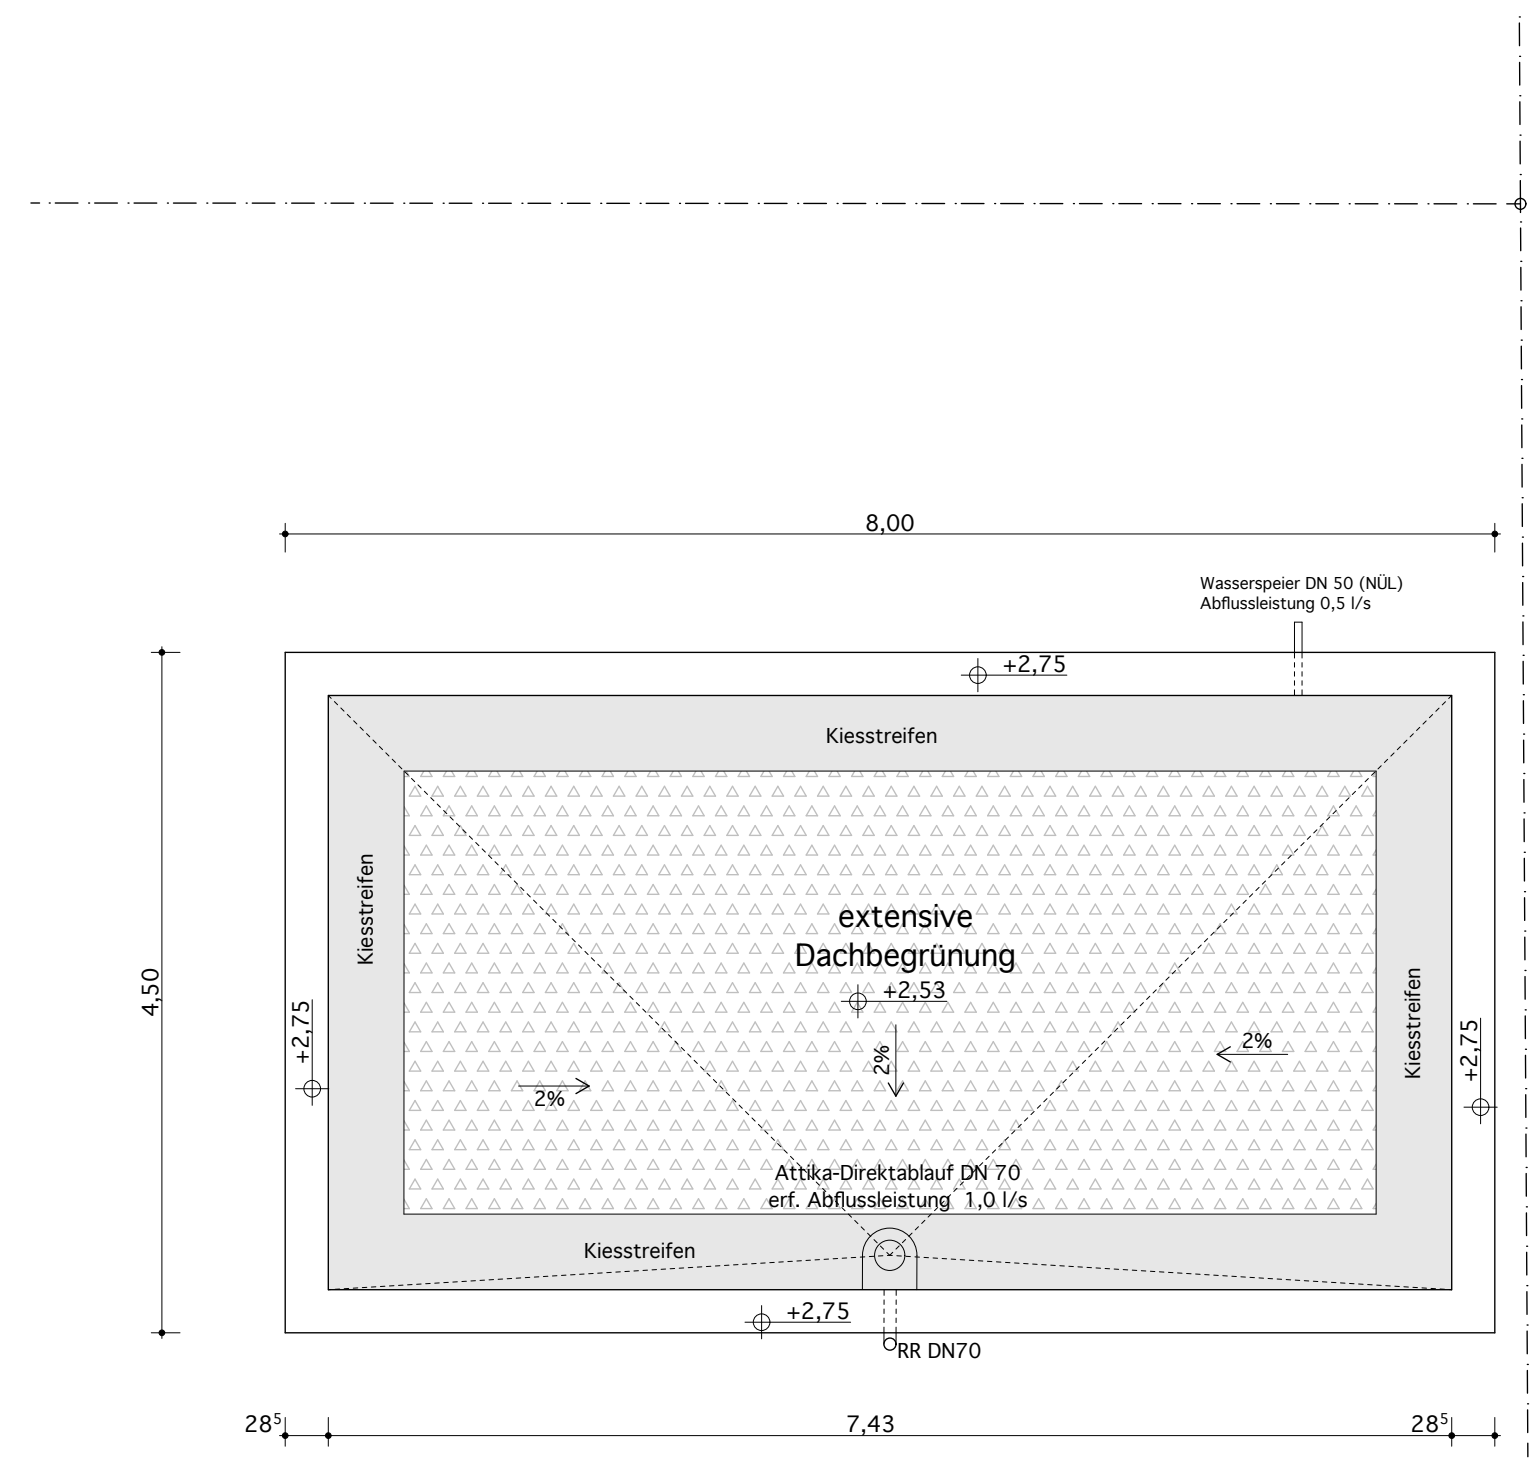 8,00
Wasserspeier DN 50 (NÜL)
Abflussleistung 0,5 l/s
+2,75
Kiesstreifen
Kiesstreifen
extensive
Dachbegrünung
+2,53
4,50
Kiesstreifen
+2,75
+2,75
2%
2%
2%
Attika-Direktablauf DN 70
erf. Abflussleistung 1,0 l/s
Kiesstreifen
+2,75
RR DN70
28⁵
7,43
28⁵